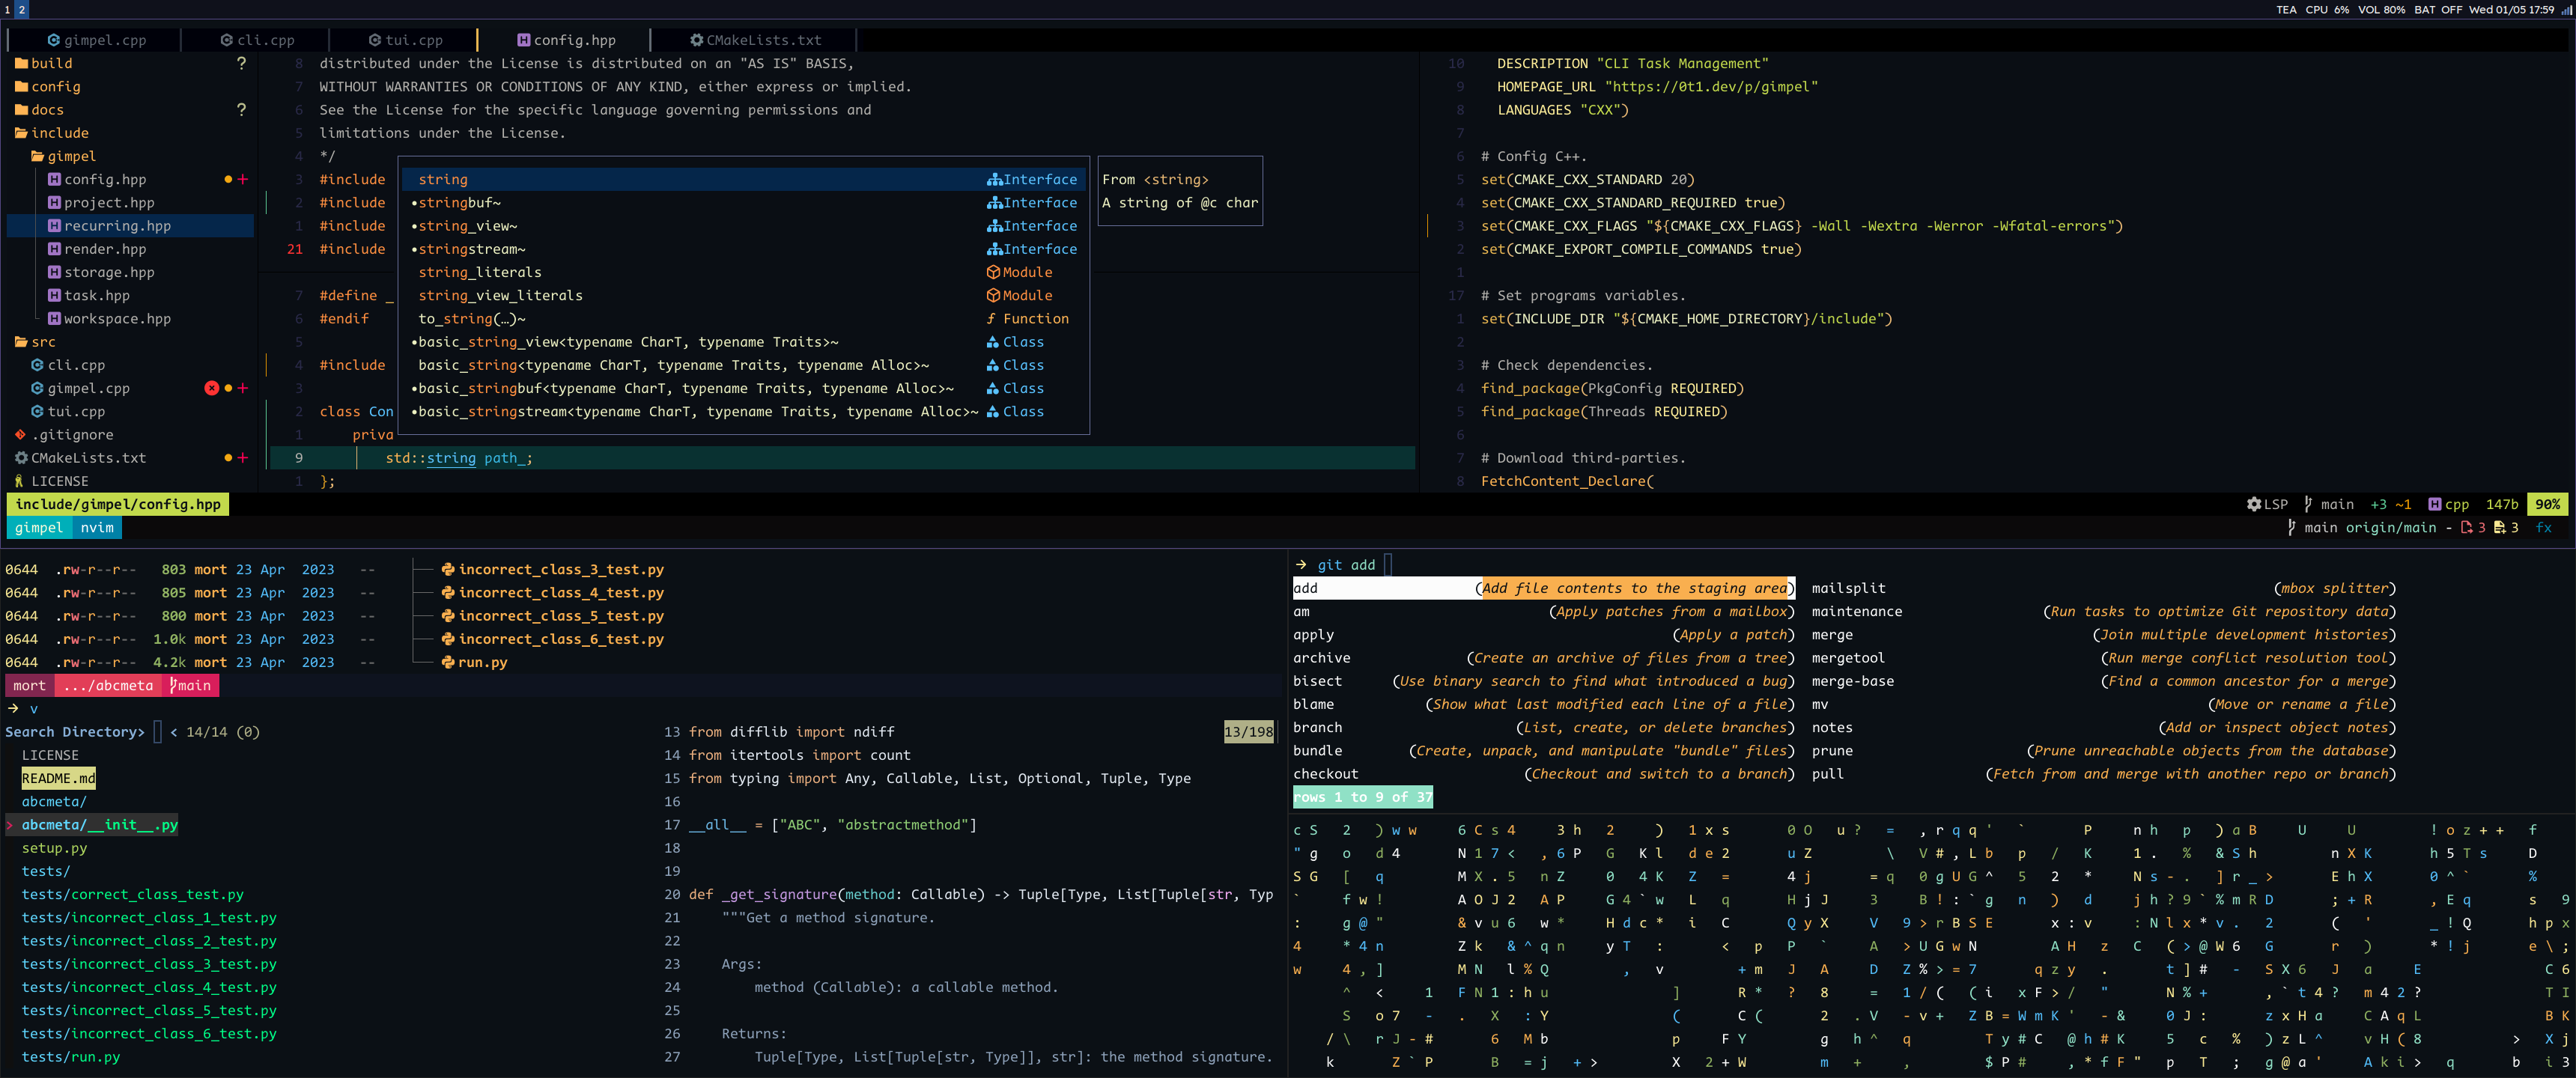 1 2
TEA CPU 6% VOL 80% BAT OFF Wed 01/05 17:59
gimpel.cpp cli.cpp tui.cpp config.hpp CMakeLists.txt
build ?
config
docs ?
include
gimpel
config.hpp
project.hpp
recurring.hpp
render.hpp
storage.hpp
task.hpp
workspace.hpp
src
cli.cpp
gimpel.cpp
tui.cpp
.gitignore
CMakeLists.txt
LICENSE
8 distributed under the License is distributed on an "AS IS" BASIS,
7 WITHOUT WARRANTIES OR CONDITIONS OF ANY KIND, either express or implied.
6 See the License for the specific language governing permissions and
5 limitations under the License.
4 */
3 #include
2 #include
1 #include
21 #include
7 #define _
6 #endif
5
4 #include
3
2 class Con
1 priva
9 std::string path_;
1 };
string Interface
•stringbuf~ Interface
•string_view~ Interface
•stringstream~ Interface
string_literals Module
string_view_literals Module
to_string(…)~ Function
•basic_string_view<typename CharT, typename Traits>~ Class
basic_string<typename CharT, typename Traits, typename Alloc>~ Class
•basic_stringbuf<typename CharT, typename Traits, typename Alloc>~ Class
•basic_stringstream<typename CharT, typename Traits, typename Alloc>~ Class
From <string>
A string of @c char
10 DESCRIPTION "CLI Task Management"
9 HOMEPAGE_URL "https://0t1.dev/p/gimpel"
8 LANGUAGES "CXX")
7
6 # Config C++.
5 set(CMAKE_CXX_STANDARD 20)
4 set(CMAKE_CXX_STANDARD_REQUIRED true)
3 set(CMAKE_CXX_FLAGS "${CMAKE_CXX_FLAGS} -Wall -Wextra -Werror -Wfatal-errors")
2 set(CMAKE_EXPORT_COMPILE_COMMANDS true)
1
17 # Set programs variables.
1 set(INCLUDE_DIR "${CMAKE_HOME_DIRECTORY}/include")
2
3 # Check dependencies.
4 find_package(PkgConfig REQUIRED)
5 find_package(Threads REQUIRED)
6
7 # Download third-parties.
8 FetchContent_Declare(
include/gimpel/config.hpp LSP main +3 ~1 cpp 147b 90%
gimpel nvim main origin/main - 3 3 fx
0644 .rw-r--r-- 803 mort 23 Apr 2023 -- incorrect_class_3_test.py
0644 .rw-r--r-- 805 mort 23 Apr 2023 -- incorrect_class_4_test.py
0644 .rw-r--r-- 800 mort 23 Apr 2023 -- incorrect_class_5_test.py
0644 .rw-r--r-- 1.0k mort 23 Apr 2023 -- incorrect_class_6_test.py
0644 .rw-r--r-- 4.2k mort 23 Apr 2023 -- run.py
mort .../abcmeta main
→ v
Search Directory> < 14/14 (0)
LICENSE
README.md
abcmeta/
> abcmeta/__init__.py
setup.py
tests/
tests/correct_class_test.py
tests/incorrect_class_1_test.py
tests/incorrect_class_2_test.py
tests/incorrect_class_3_test.py
tests/incorrect_class_4_test.py
tests/incorrect_class_5_test.py
tests/incorrect_class_6_test.py
tests/run.py
13 from difflib import ndiff 13/198
14 from itertools import count
15 from typing import Any, Callable, List, Optional, Tuple, Type
16
17 __all__ = ["ABC", "abstractmethod"]
18
19
20 def _get_signature(method: Callable) -> Tuple[Type, List[Tuple[str, Typ
21 """Get a method signature.
22
23 Args:
24 method (Callable): a callable method.
25
26 Returns:
27 Tuple[Type, List[Tuple[str, Type]], str]: the method signature.
→ git add
add (Add file contents to the staging area) mailsplit (mbox splitter)
am (Apply patches from a mailbox) maintenance (Run tasks to optimize Git repository data)
apply (Apply a patch) merge (Join multiple development histories)
archive (Create an archive of files from a tree) mergetool (Run merge conflict resolution tool)
bisect (Use binary search to find what introduced a bug) merge-base (Find a common ancestor for a merge)
blame (Show what last modified each line of a file) mv (Move or rename a file)
branch (List, create, or delete branches) notes (Add or inspect object notes)
bundle (Create, unpack, and manipulate "bundle" files) prune (Prune unreachable objects from the database)
checkout (Checkout and switch to a branch) pull (Fetch from and merge with another repo or branch)
rows 1 to 9 of 37